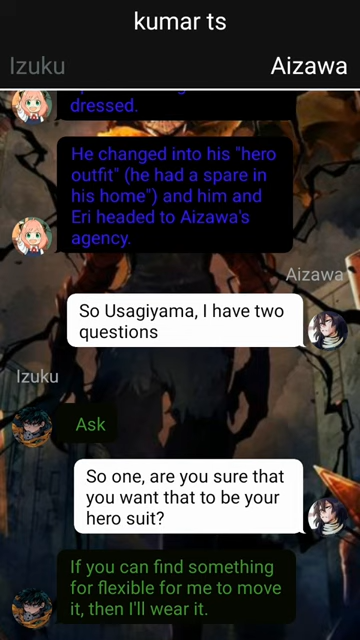 kumar ts
Izuku
Aizawa
dressed.
He changed into his "hero
outfit" (he had a spare in
his home") and him and
Eri headed to Aizawa's
agency.
Aizawa
So Usagiyama, I have two
questions
Izuku
Ask
So one, are you sure that
you want that to be your
hero suit?
If you can find something
for flexible for me to move
it, then I'll wear it.